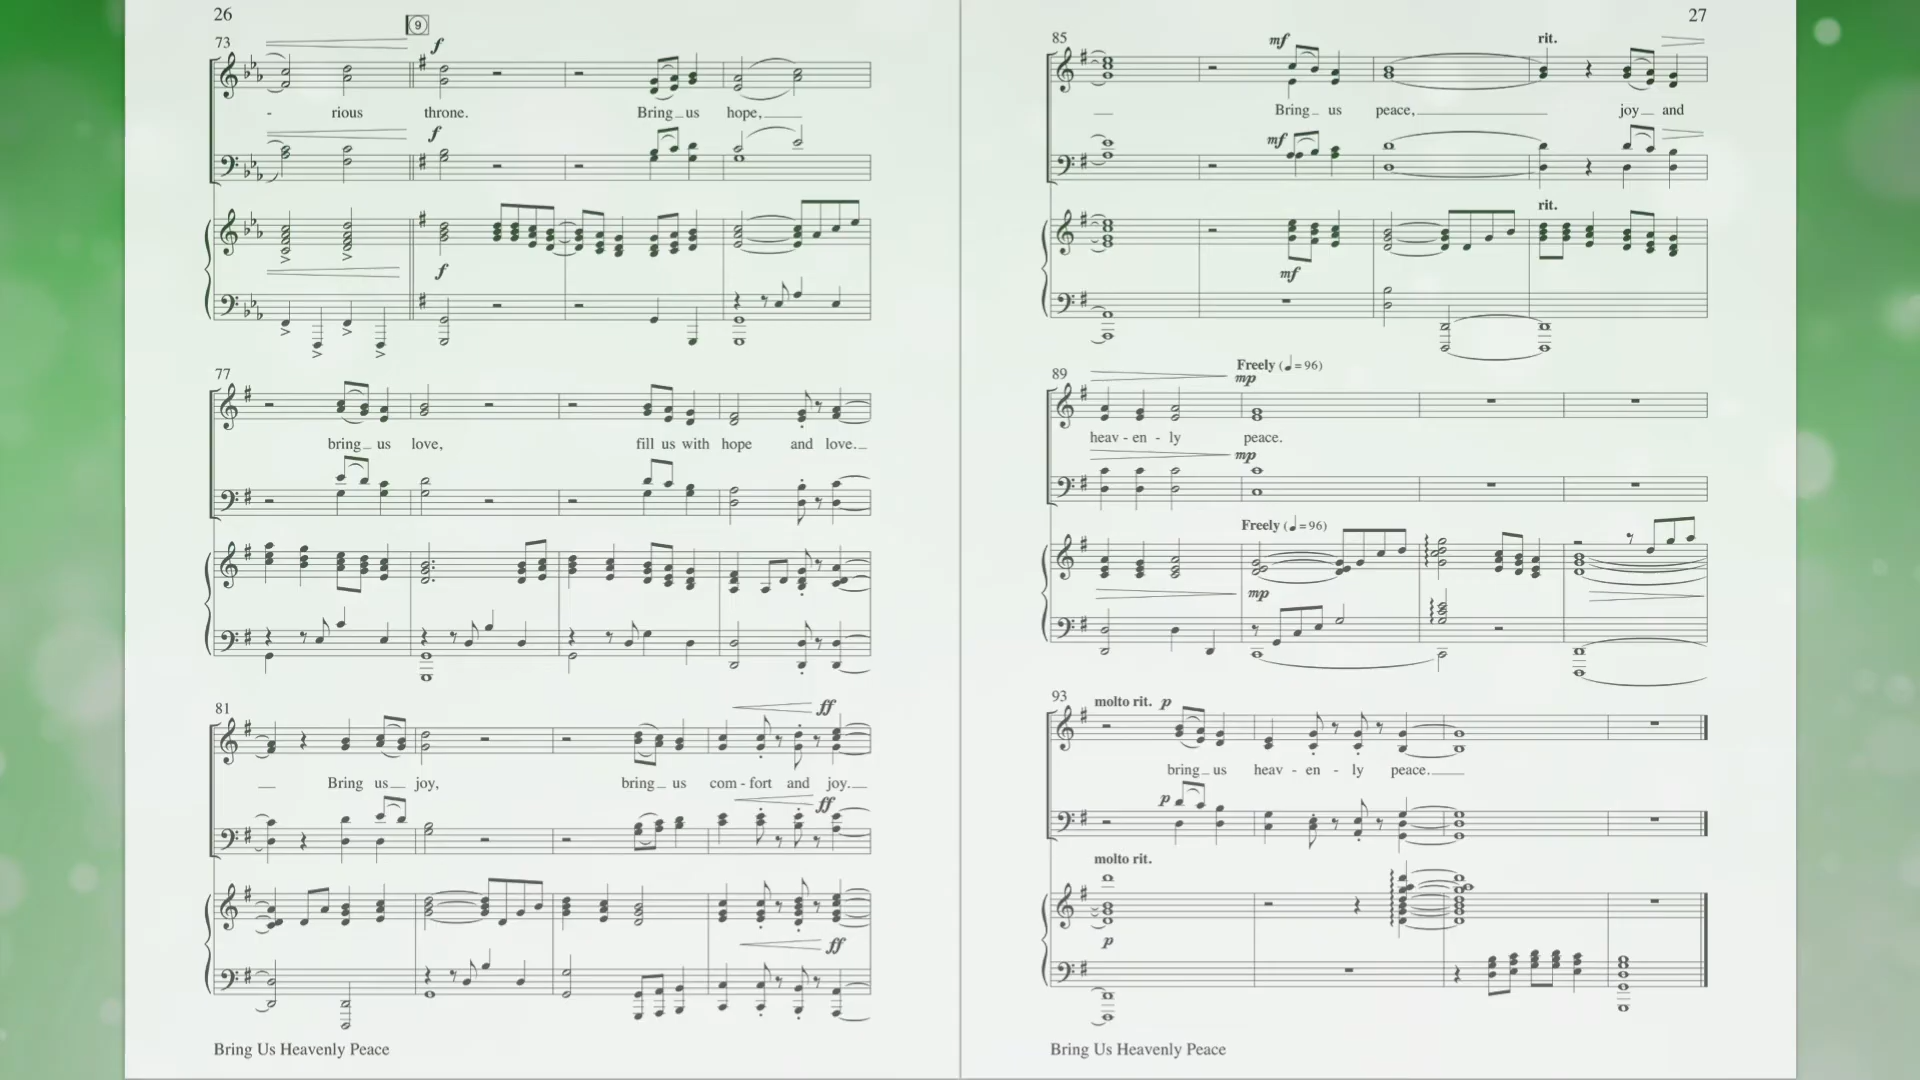 26
9
73
f
- rious throne. Bring us hope,
f
f
77
bring us love, fill us with hope and love.
81
ff
Bring us joy, bring us com - fort and joy.
ff
ff
Bring Us Heavenly Peace
27
85
mf rit.
Bring us peace, joy and
mf
rit.
mf
89
Freely (♩=96)
mp
heav - en - ly peace.
mp
Freely (♩=96)
mp
93
molto rit. p
bring us heav - en - ly peace.
p
molto rit.
p
Bring Us Heavenly Peace